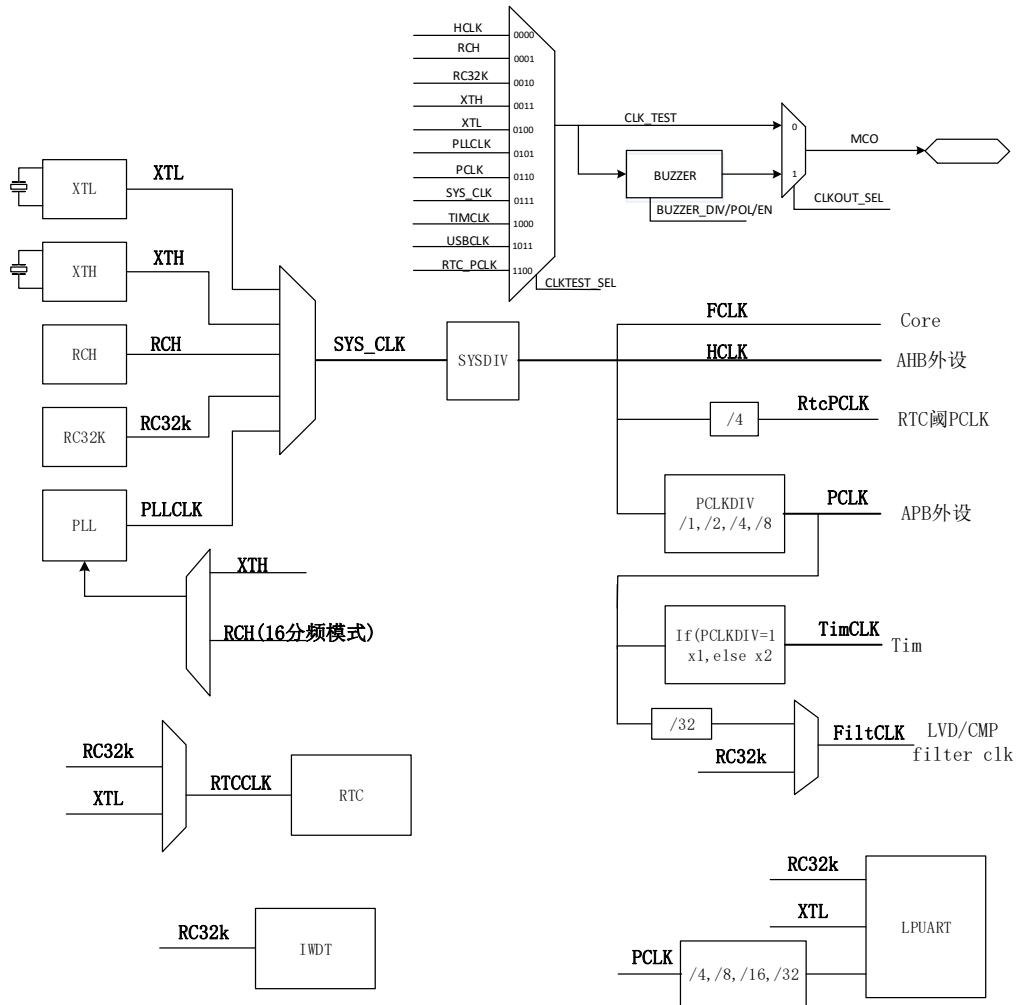 HCLK
0000
RCH
0001
RC32K
0010
XTH
0011
XTL
0100
PLLCLK
0101
PCLK
0110
SYS_CLK
0111
TIMCLK
1000
USBCLK
1011
RTC_PCLK
1100
CLKTEST_SEL
CLK_TEST
BUZZER
BUZZER_DIV/POL/EN
0
1
MCO
CLKOUT_SEL
XTL
XTL
XTH
XTH
RCH
RCH
RC32K
RC32k
PLL
PLLCLK
XTH
RCH(16分频模式)
SYS_CLK
SYSDIV
FCLK
Core
HCLK
AHB外设
/4
RtcPCLK
RTC阈PCLK
PCLKDIV
/1,/2,/4,/8
PCLK
APB外设
If(PCLKDIV=1
x1,else x2
TimCLK
Tim
/32
RC32k
FiltCLK
LVD/CMP
filter clk
RC32k
XTL
RTCCLK
RTC
RC32k
IWDT
RC32k
XTL
PCLK
/4,/8,/16,/32
LPUART